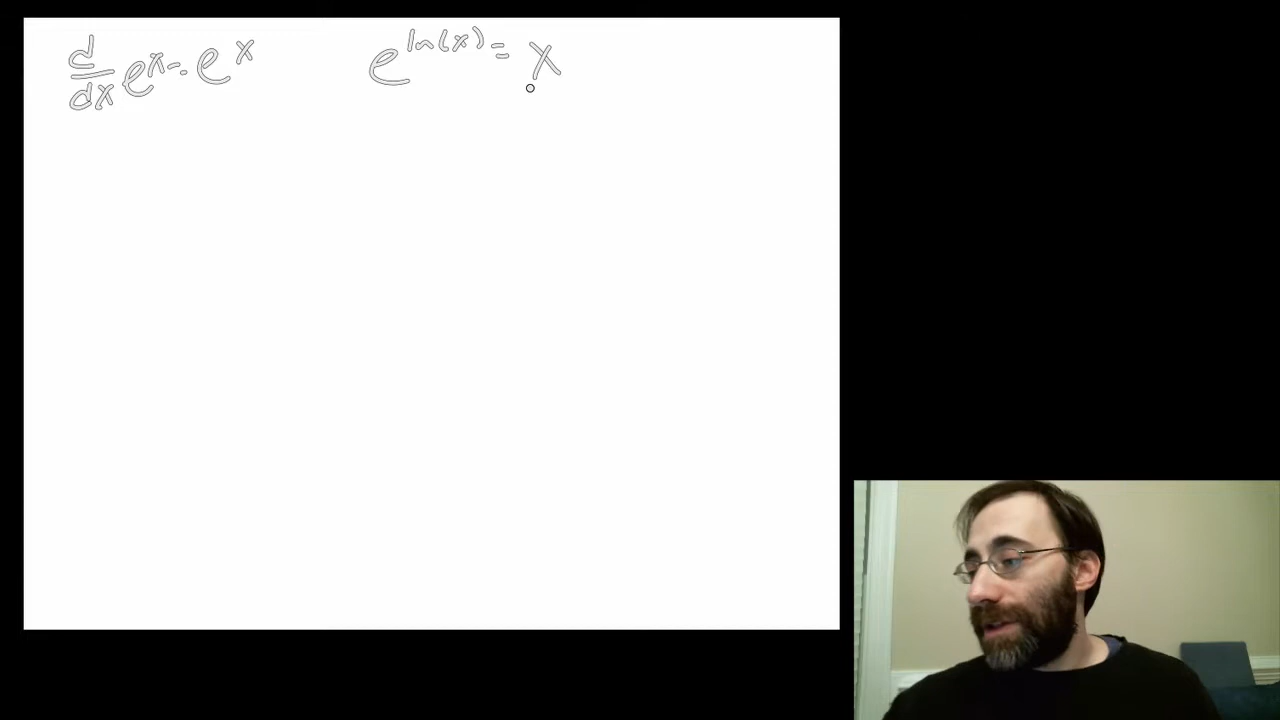 d/dx e^x = e^x
e^ln(x) = x